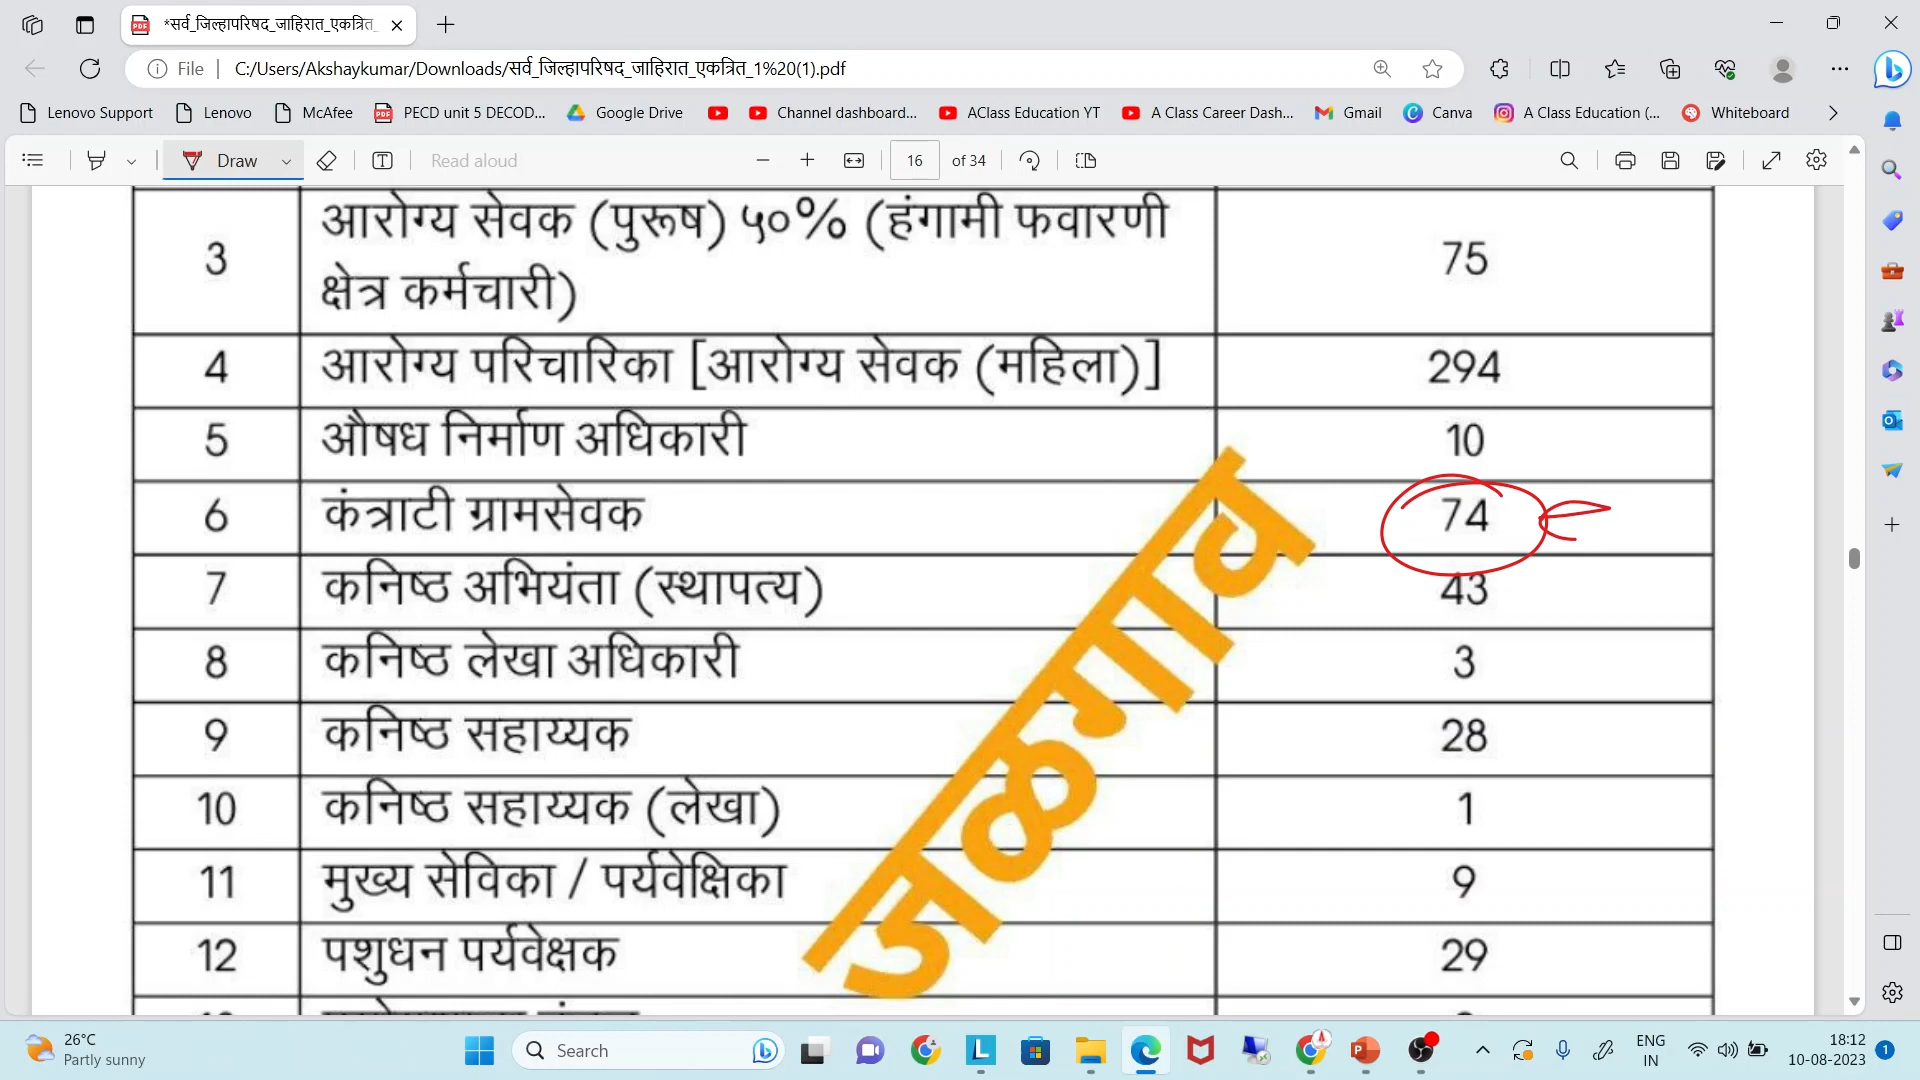 *सर्व_जिल्हापरिषद_जाहिरात_एकत्रित_
File
C:/Users/Akshaykumar/Downloads/सर्व_जिल्हापरिषद_जाहिरात_एकत्रित_1%20(1).pdf
Lenovo Support
Lenovo
McAfee
PECD unit 5 DECOD...
Google Drive
Channel dashboard...
AClass Education YT
A Class Career Dash...
Gmail
Canva
A Class Education (...
Whiteboard
Draw
Read aloud
16 of 34
3 आरोग्य सेवक (पुरूष) ५०% (हंगामी फवारणी
क्षेत्र कर्मचारी) 75
4 आरोग्य परिचारिका [आरोग्य सेवक (महिला)] 294
5 औषध निर्माण अधिकारी 10
6 कंत्राटी ग्रामसेवक 74
7 कनिष्ठ अभियंता (स्थापत्य) 43
8 कनिष्ठ लेखा अधिकारी 3
9 कनिष्ठ सहाय्यक 28
10 कनिष्ठ सहाय्यक (लेखा) 1
11 मुख्य सेविका / पर्यवेक्षिका 9
12 पशुधन पर्यवेक्षक 29
जळगाव
26°C
Partly sunny
Search
ENG
IN
18:12
10-08-2023
1